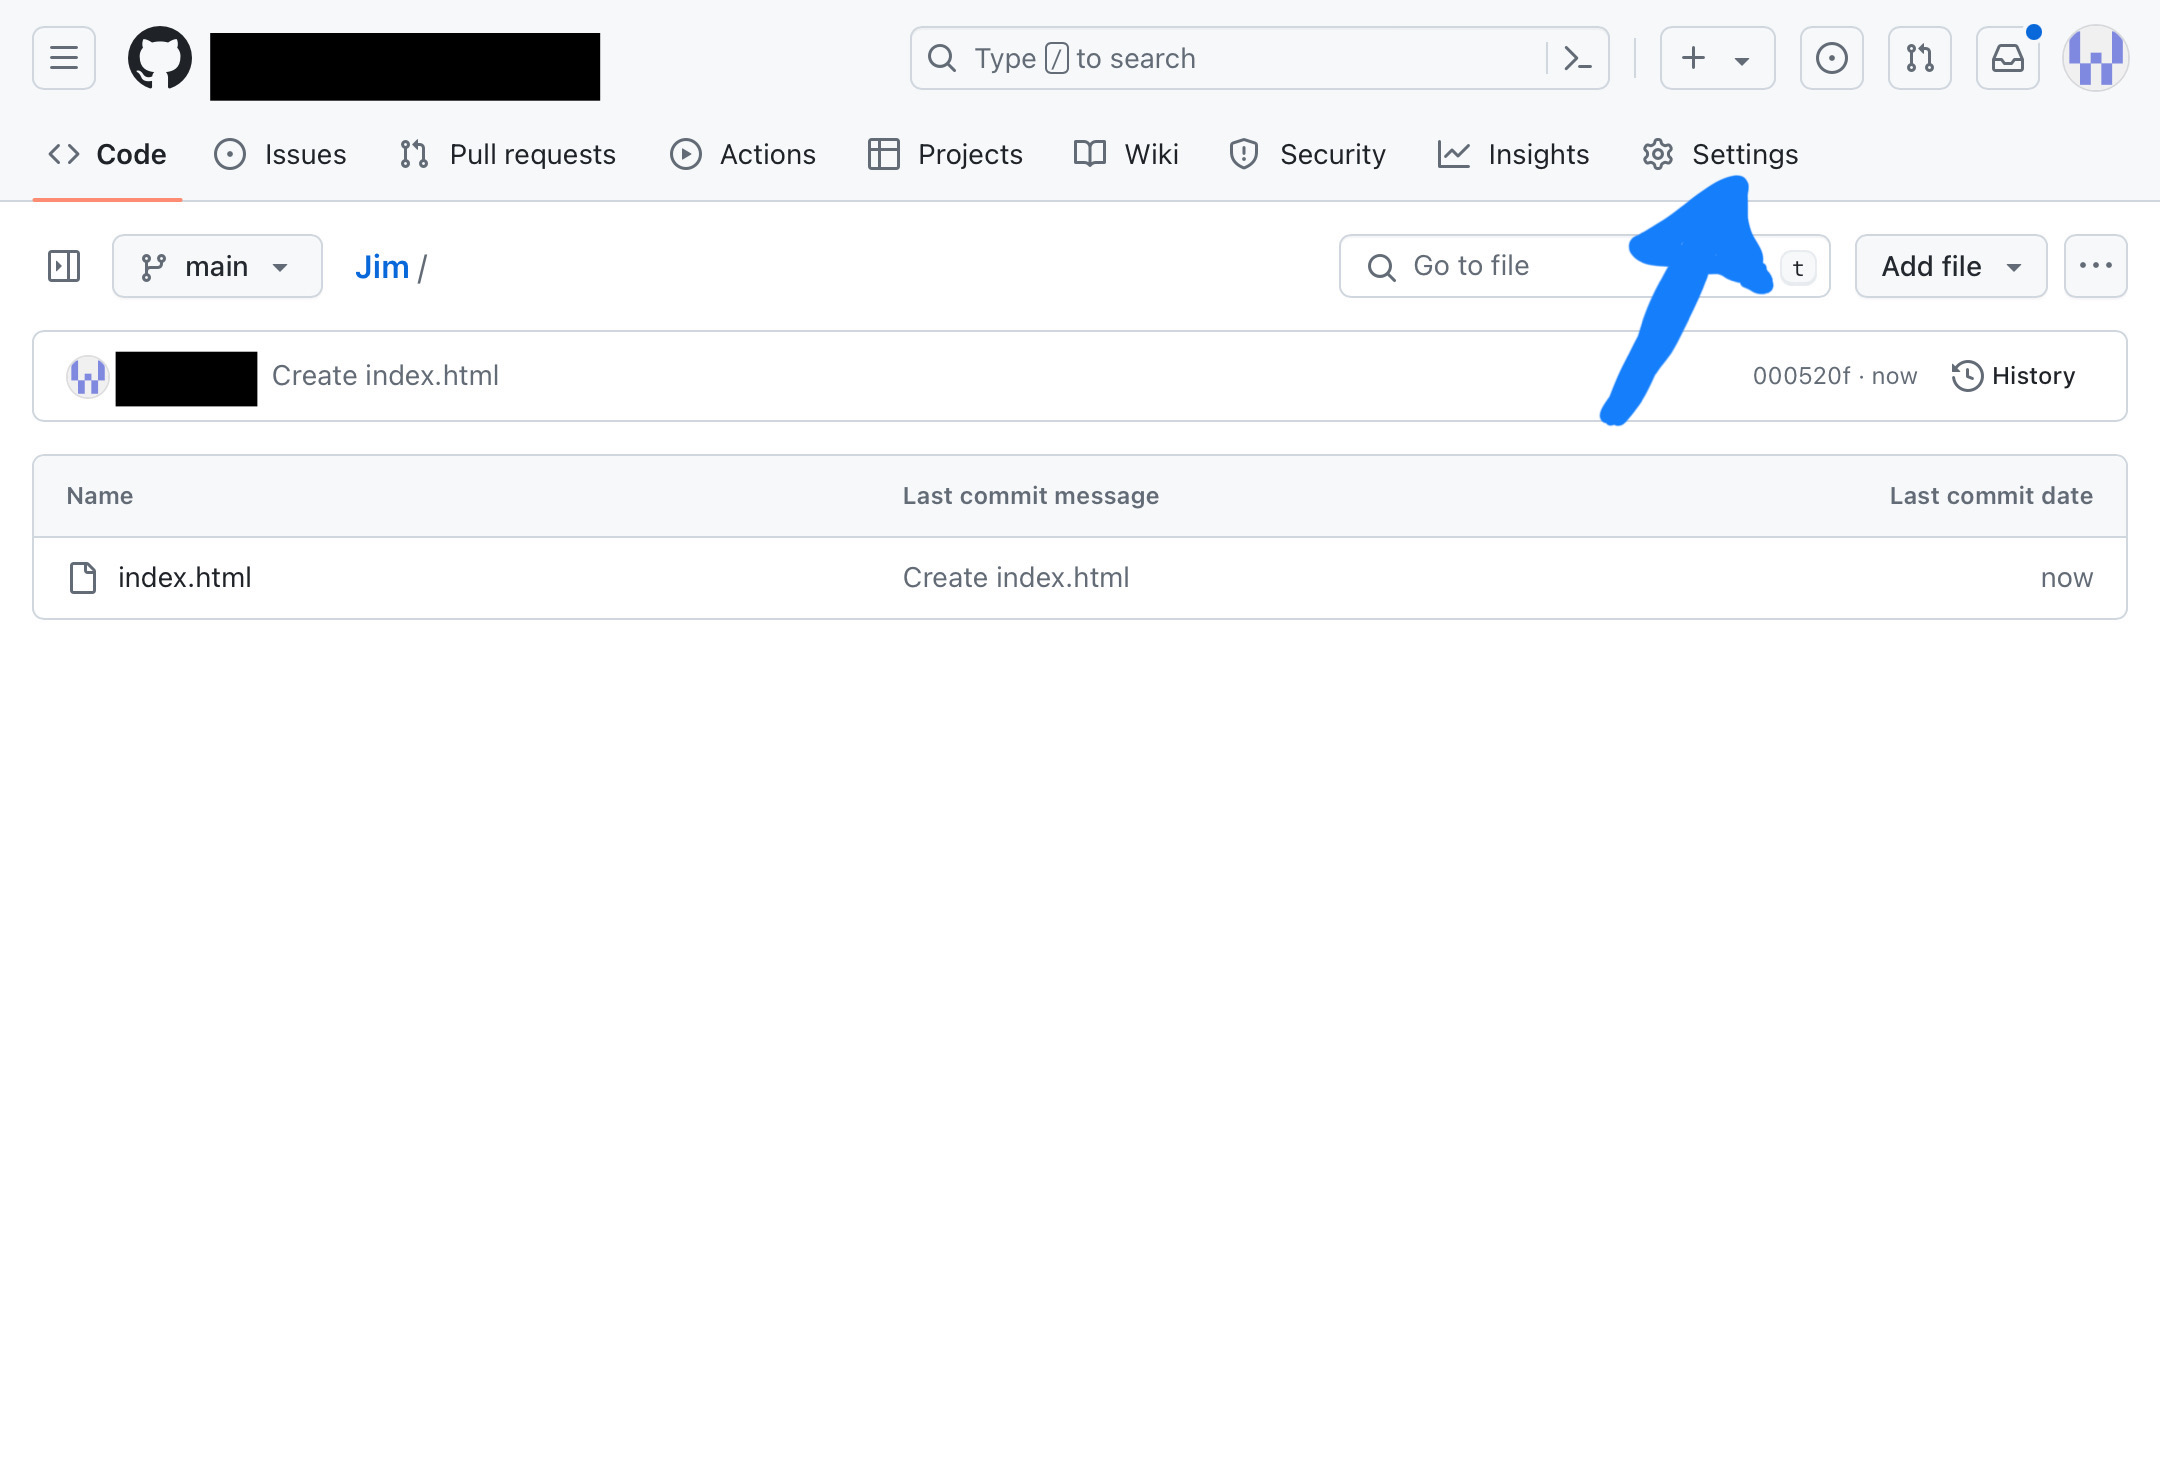 Type / to search
Code Issues Pull requests Actions Projects Wiki Security Insights Settings
main Jim / Go to file t Add file
Create index.html 000520f · now History
Name Last commit message Last commit date
index.html Create index.html now